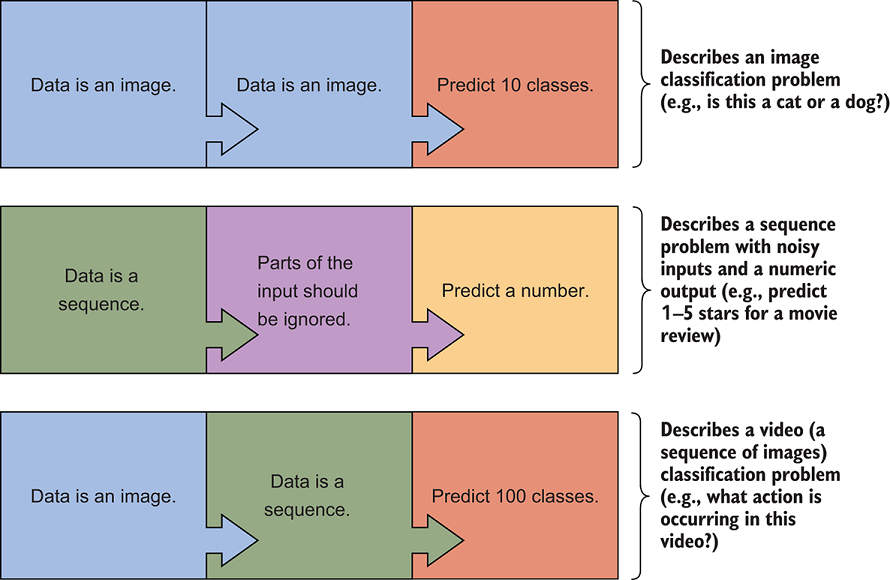 Data is an image.
Data is an image.
Predict 10 classes.
Describes an image
classification problem
(e.g., is this a cat or a dog?)
Data is a
sequence.
Parts of the
input should
be ignored.
Predict a number.
Describes a sequence
problem with noisy
inputs and a numeric
output (e.g., predict
1–5 stars for a movie
review)
Data is an image.
Data is a
sequence.
Predict 100 classes.
Describes a video (a
sequence of images)
classification problem
(e.g., what action is
occurring in this
video?)